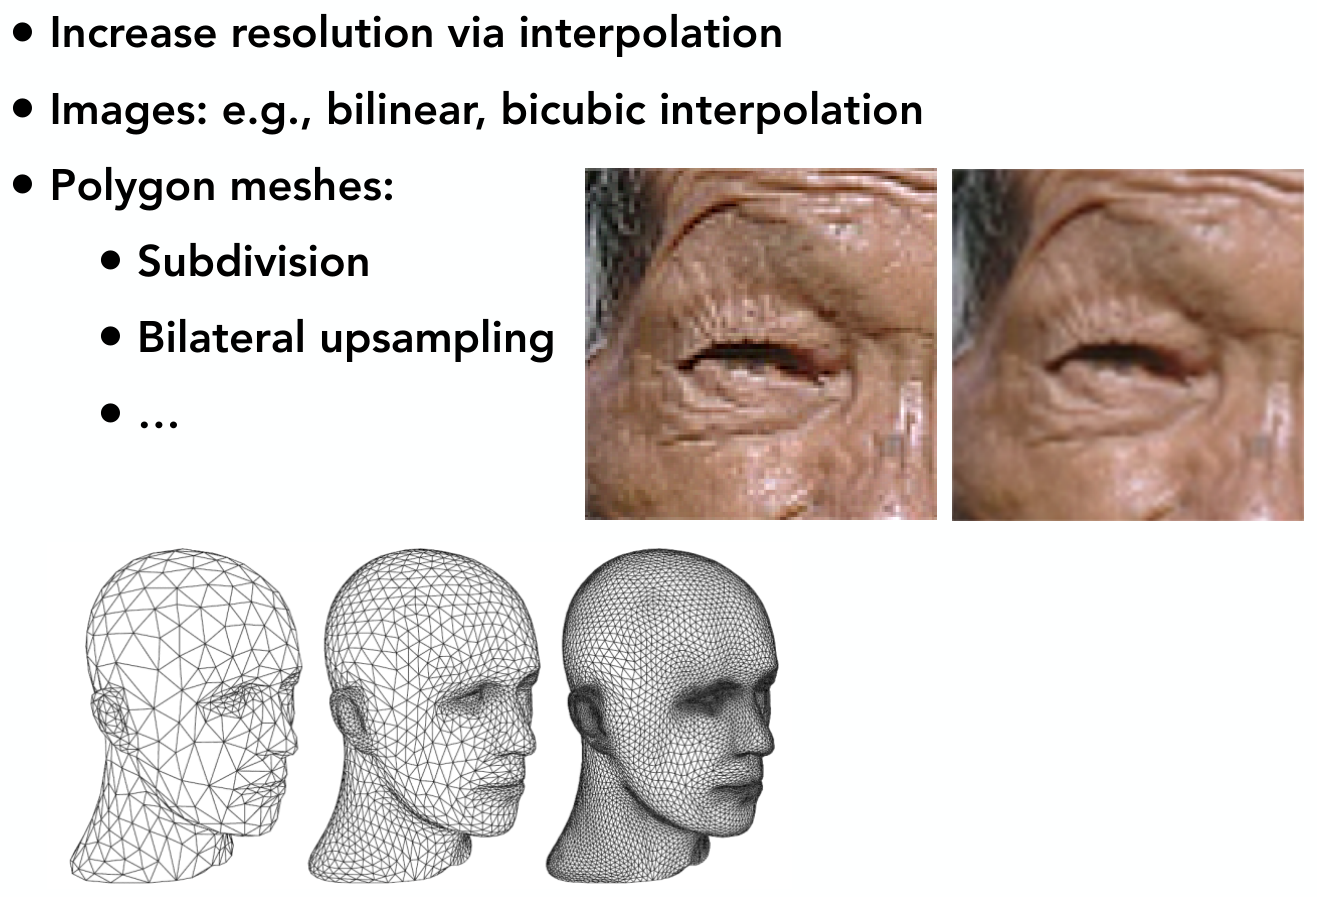 • Increase resolution via interpolation
• Images: e.g., bilinear, bicubic interpolation
• Polygon meshes:
• Subdivision
• Bilateral upsampling
• ...